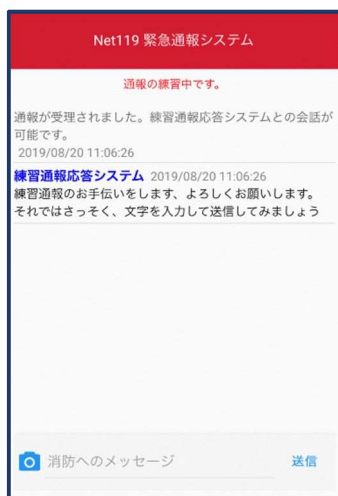 Net119 緊急通報システム
通報の練習中です。
通報が受理されました。練習通報応答システムとの会話が
可能です。
2019/08/20 11:06:26
練習通報応答システム 2019/08/20 11:06:26
練習通報のお手伝いをします、よろしくお願いします。
それではさっそく、文字を入力して送信してみましょう
消防へのメッセージ 送信